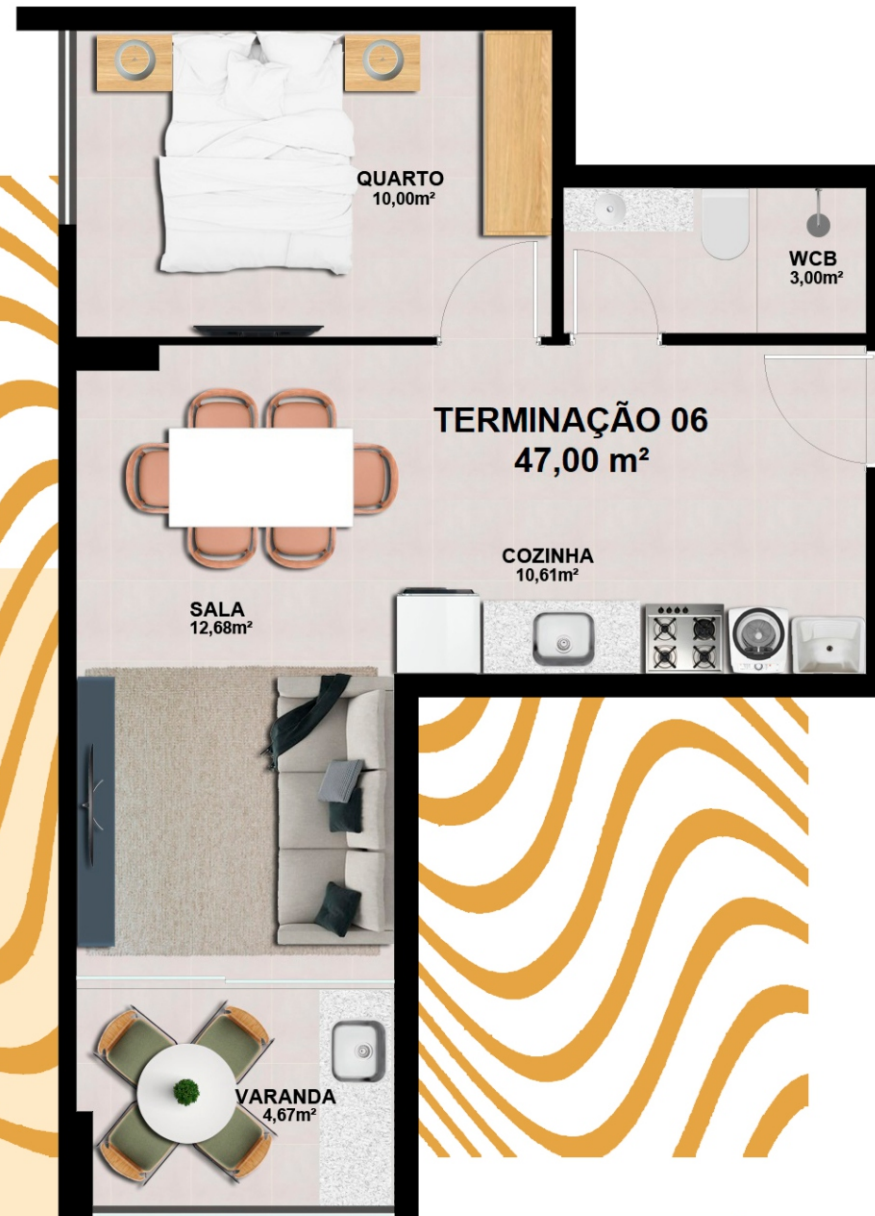 QUARTO
10,00m²
WCB
3,00m²
TERMINAÇÃO 06
47,00 m²
COZINHA
10,61m²
SALA
12,68m²
VARANDA
4,67m²